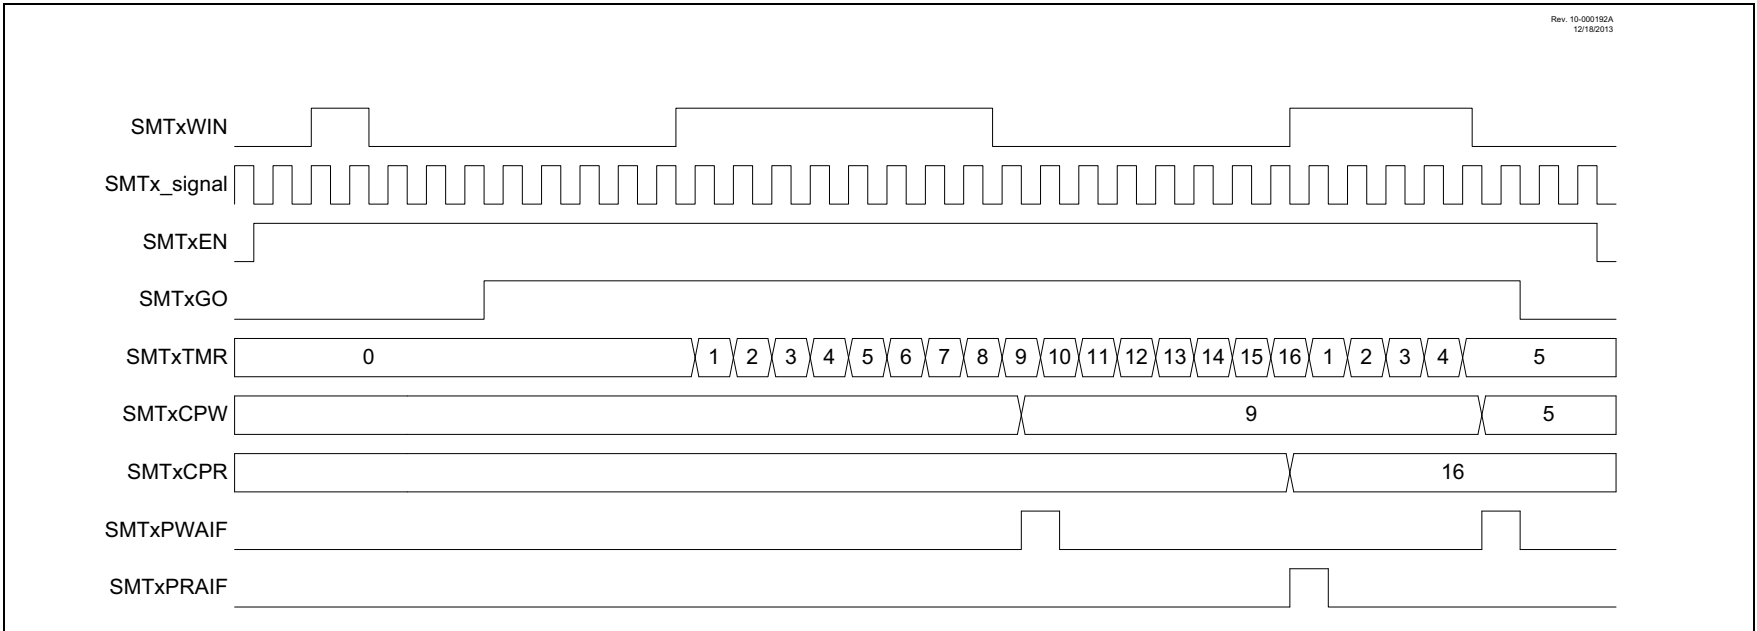 Rev. 10-000192A
12/18/2013
SMTxWIN
SMTx_signal
SMTxEN
SMTxGO
SMTxTMR 0 1 2 3 4 5 6 7 8 9 10 11 12 13 14 15 16 1 2 3 4 5
SMTxCPW 9 5
SMTxCPR 16
SMTxPWAIF
SMTxPRAIF